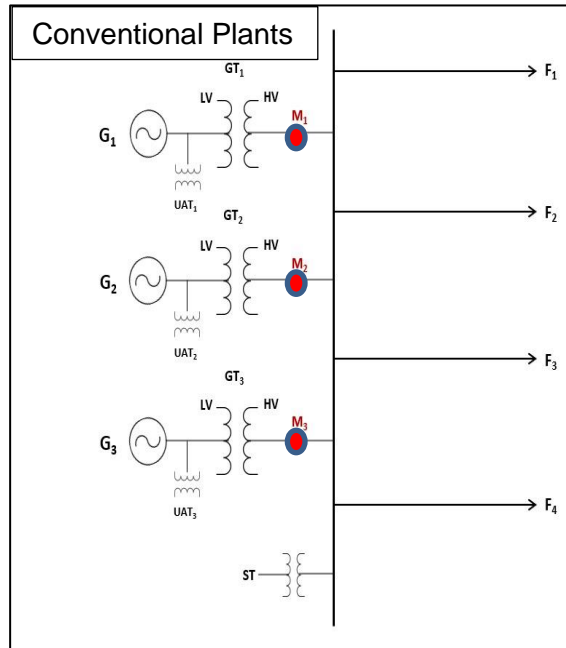 Conventional Plants
GT1
F1
LV HV
M1
G1
UAT1
GT2
F2
LV HV
M2
G2
UAT2
F3
GT3
LV HV
M3
G3
UAT3
F4
ST